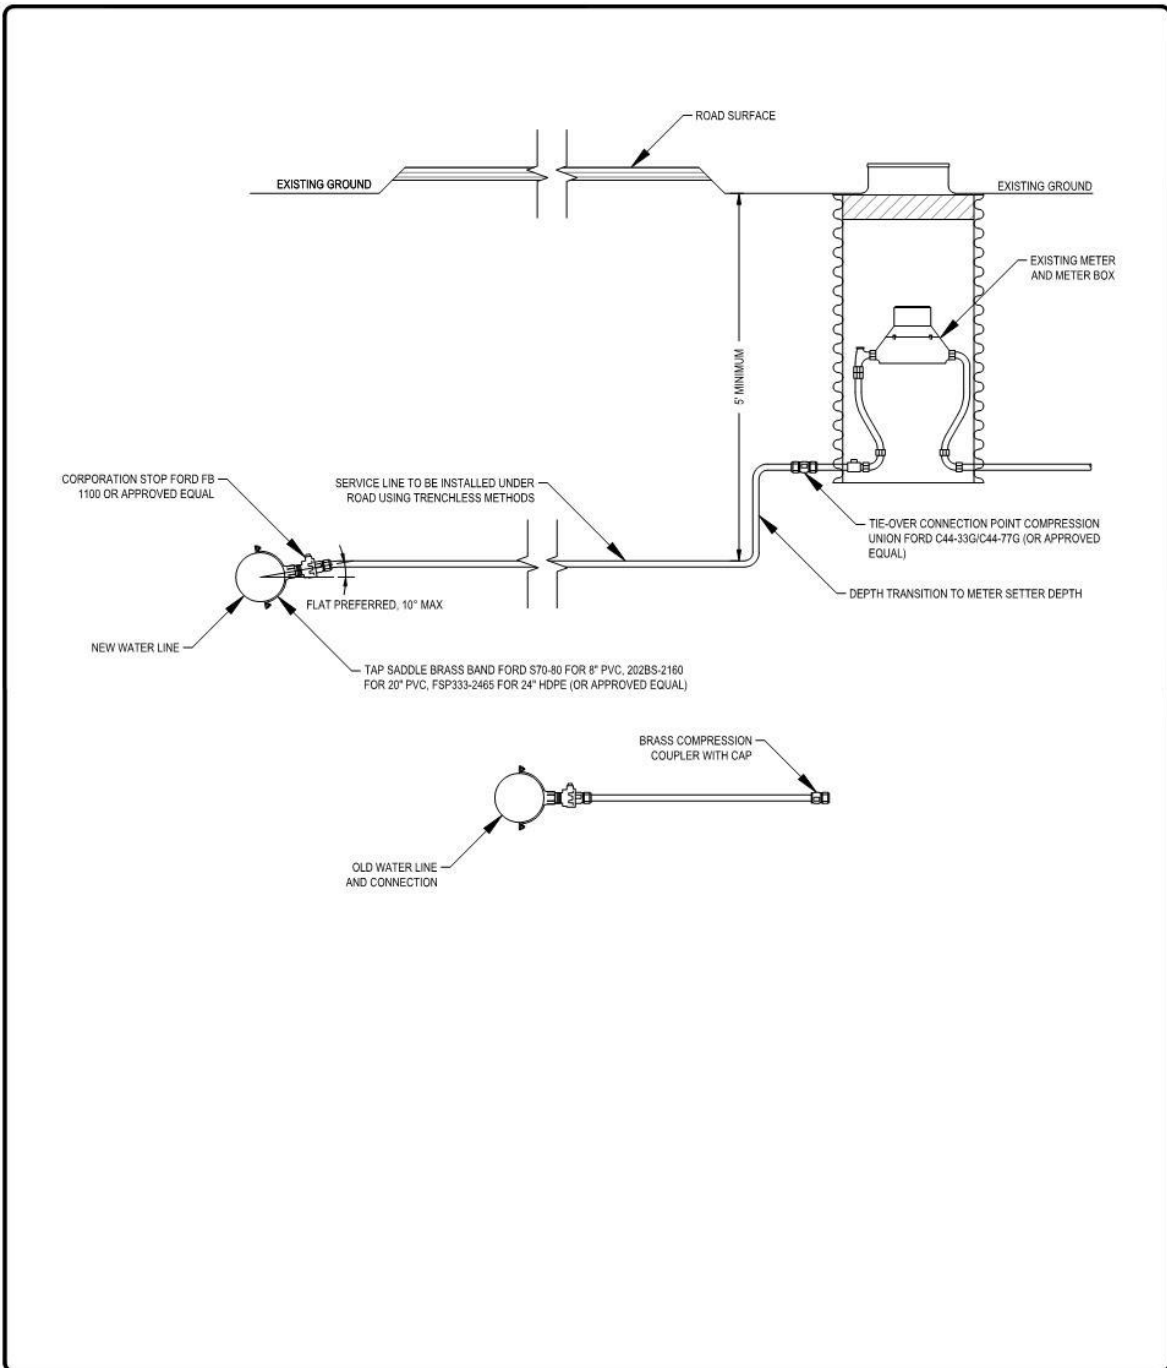 ROAD SURFACE
EXISTING GROUND
EXISTING GROUND
EXISTING METER
AND METER BOX
5' MINIMUM
CORPORATION STOP FORD FB
1100 OR APPROVED EQUAL
SERVICE LINE TO BE INSTALLED UNDER
ROAD USING TRENCHLESS METHODS
TIE-OVER CONNECTION POINT COMPRESSION
UNION FORD C44-33G/C44-77G (OR APPROVED
EQUAL)
DEPTH TRANSITION TO METER SETTER DEPTH
FLAT PREFERRED, 10° MAX
NEW WATER LINE
TAP SADDLE BRASS BAND FORD S70-80 FOR 8" PVC, 202BS-2160
FOR 20" PVC, FSP333-2465 FOR 24" HDPE (OR APPROVED EQUAL)
BRASS COMPRESSION
COUPLER WITH CAP
OLD WATER LINE
AND CONNECTION